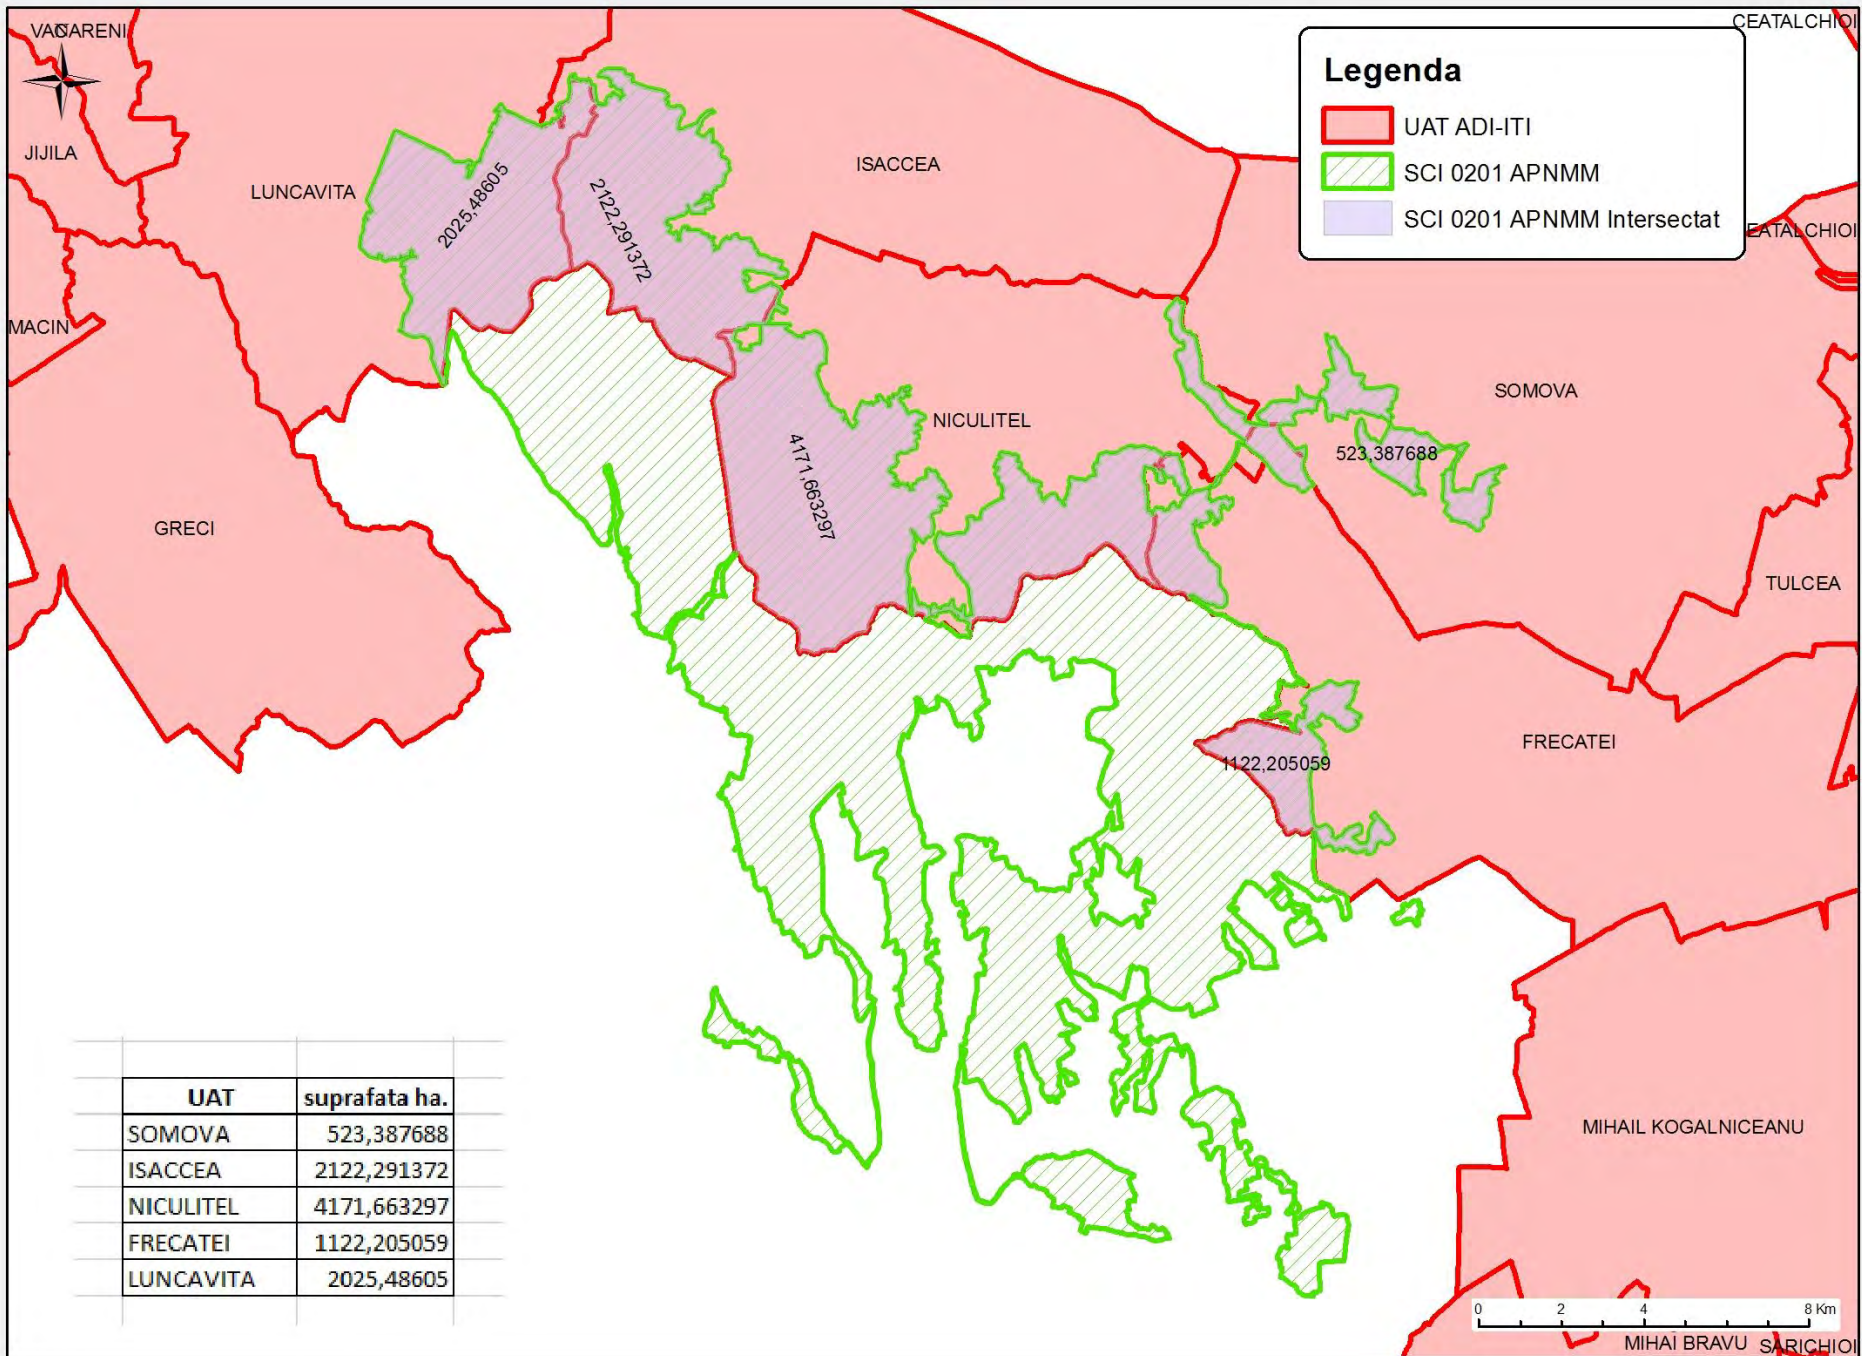 VACARENI
CEATALCHIOI
Legenda
UAT ADI-ITI
SCI 0201 APNMM
SCI 0201 APNMM Intersectat
JIJILA
ISACCEA
LUNCAVITA
2025,48605
2122,291372
EATALCHIOI
MACIN
SOMOVA
NICULITEL
523,387688
4171,663297
GRECI
TULCEA
FRECATEI
1122,205059
UAT suprafata ha.
SOMOVA 523,387688
ISACCEA 2122,291372
NICULITEL 4171,663297
FRECATEI 1122,205059
LUNCAVITA 2025,48605
MIHAIL KOGALNICEANU
0 2 4 8 Km
MIHAI BRAVU
SARICHIOI